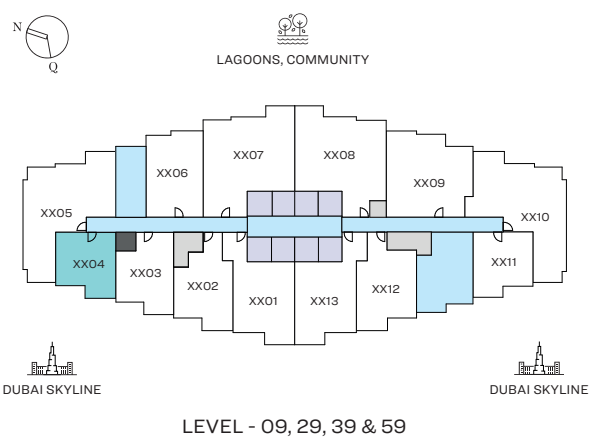 N
Q
LAGOONS, COMMUNITY
XX07
XX08
XX06
XX09
XX05
XX10
XX04
XX03
XX11
XX02
XX12
XX01
XX13
DUBAI SKYLINE
DUBAI SKYLINE
LEVEL - 09, 29, 39 & 59